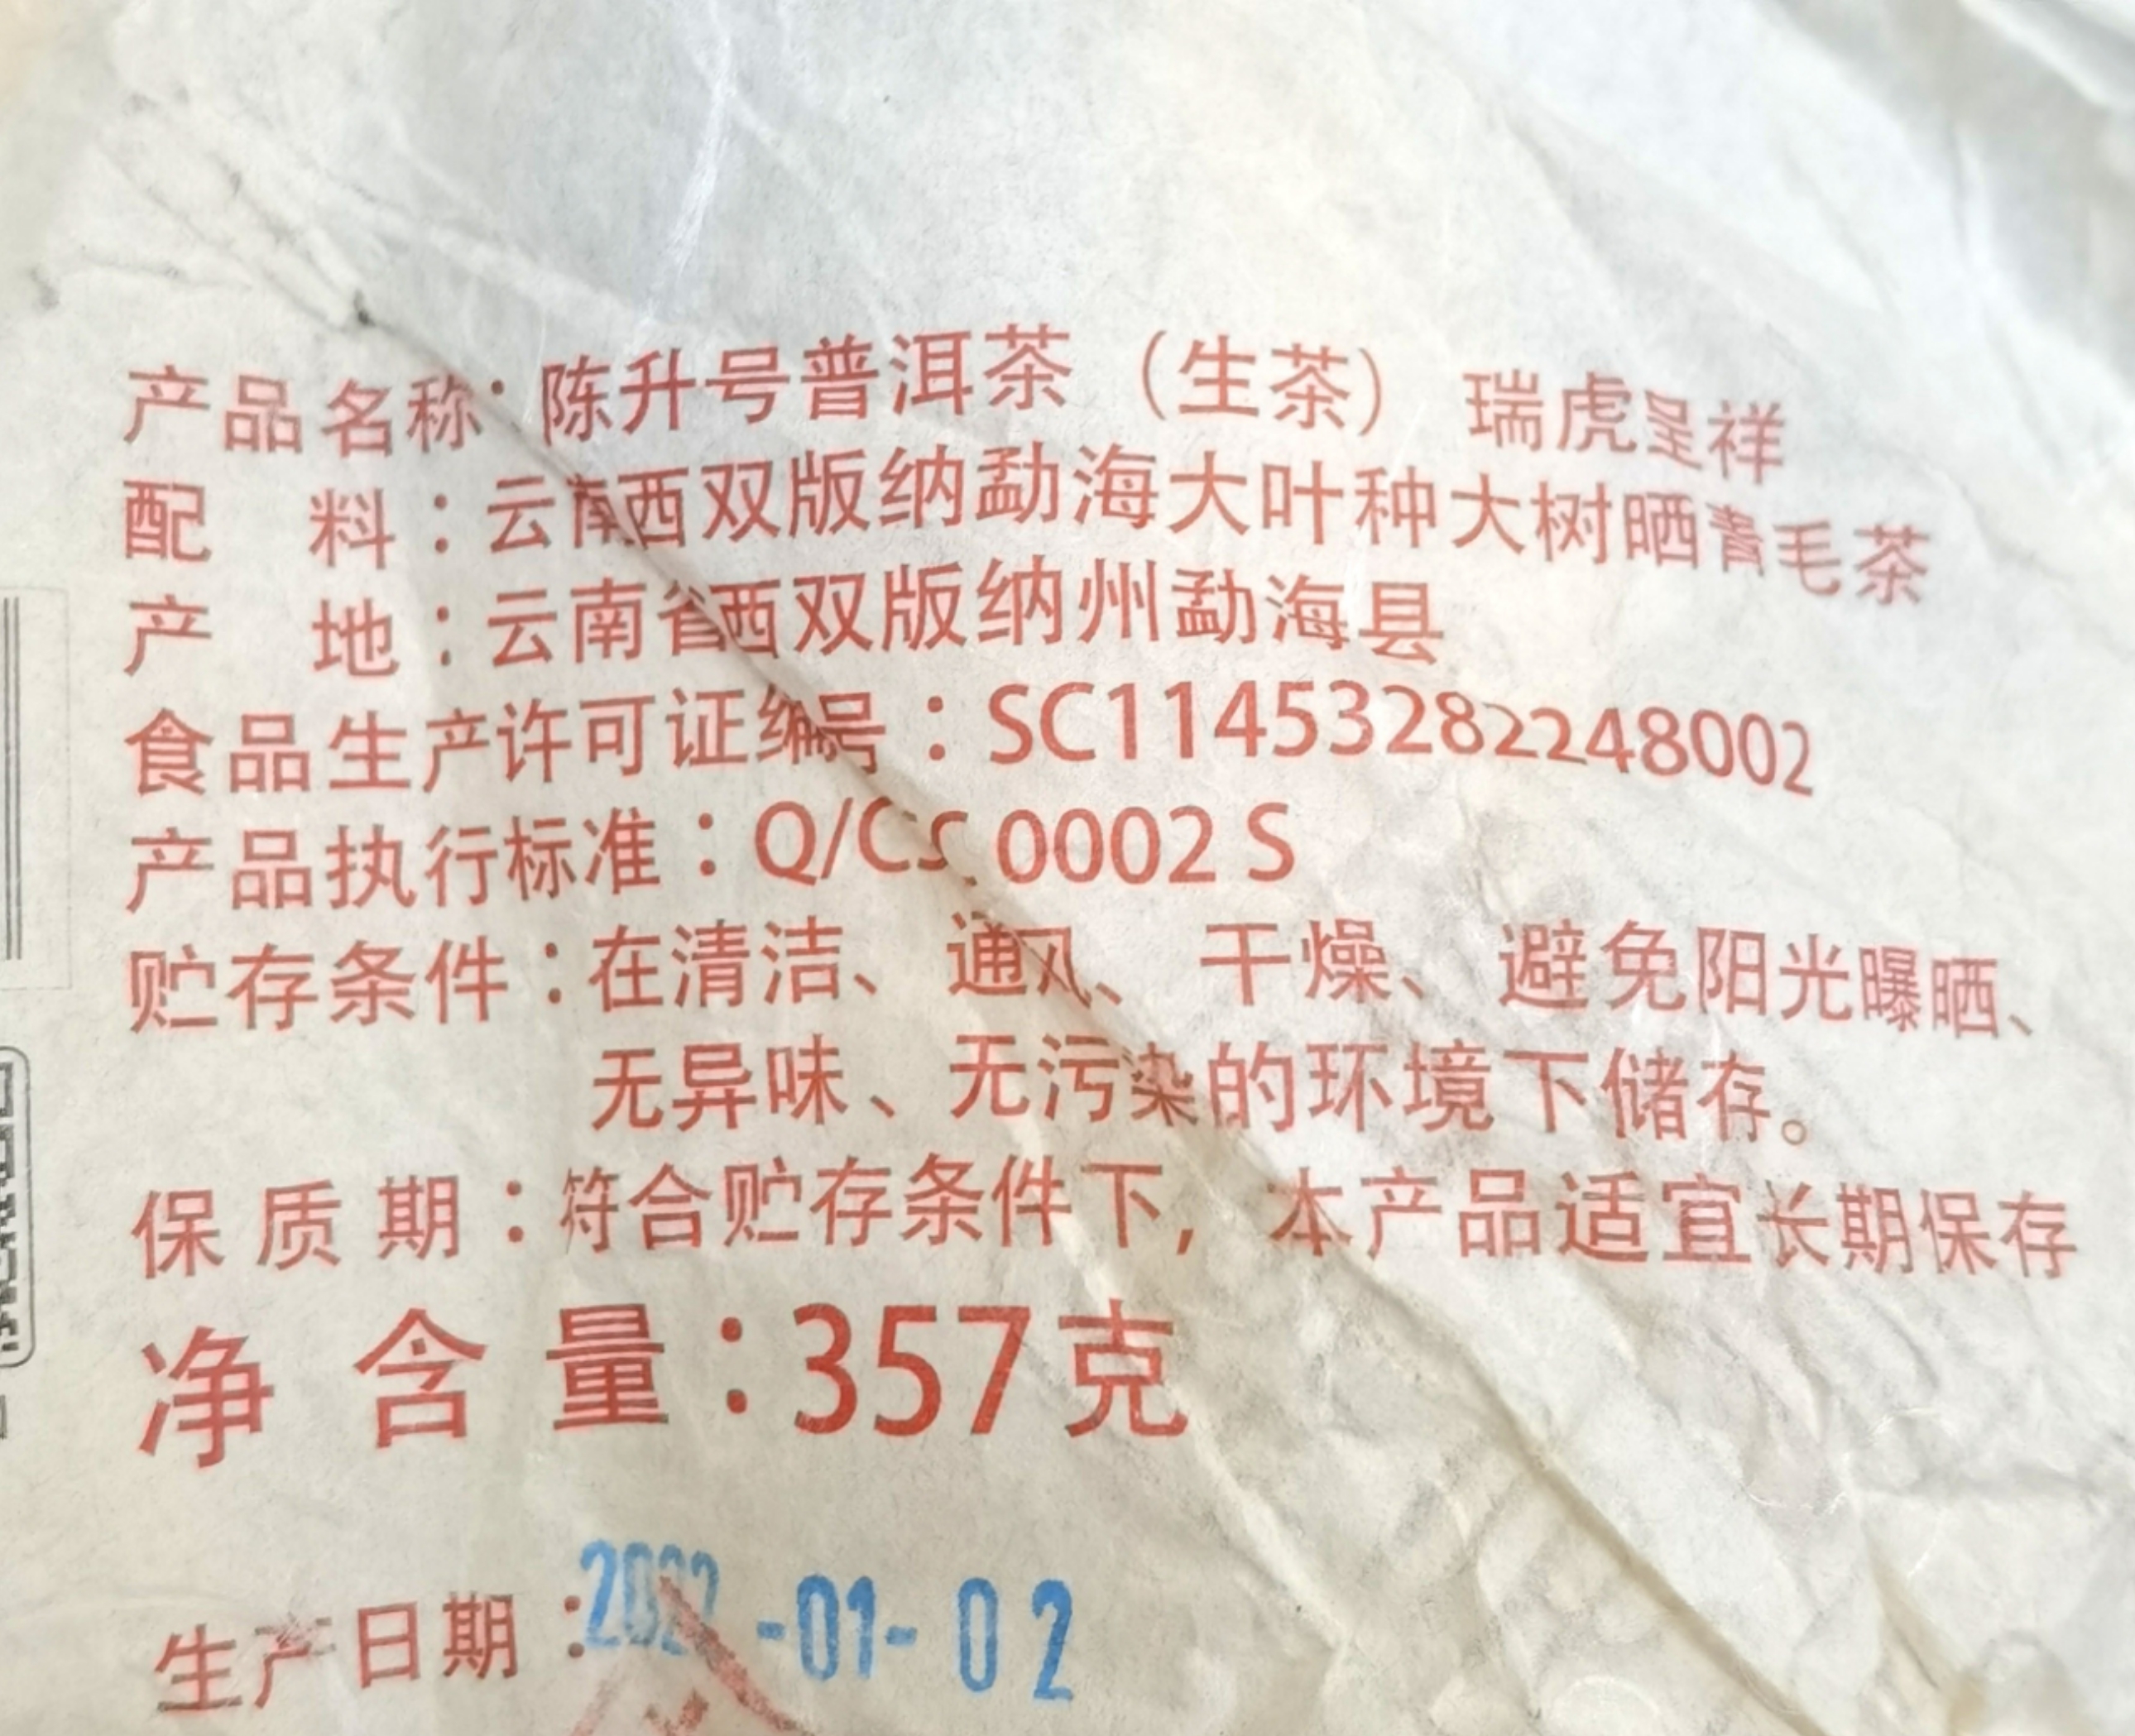 产品名称：陈升号普洱茶（生茶） 瑞虎呈祥
配 料：云南西双版纳勐海大叶种大树晒青毛茶
产 地：云南省西双版纳州勐海县
食品生产许可证编号：SC11453282248002
产品执行标准：Q/CS 0002 S
贮存条件：在清洁、通风、干燥、避免阳光曝晒、
无异味、无污染的环境下储存。
保质期：符合贮存条件下，本产品适宜长期保存
净含量：357克
生产日期：2022-01-02